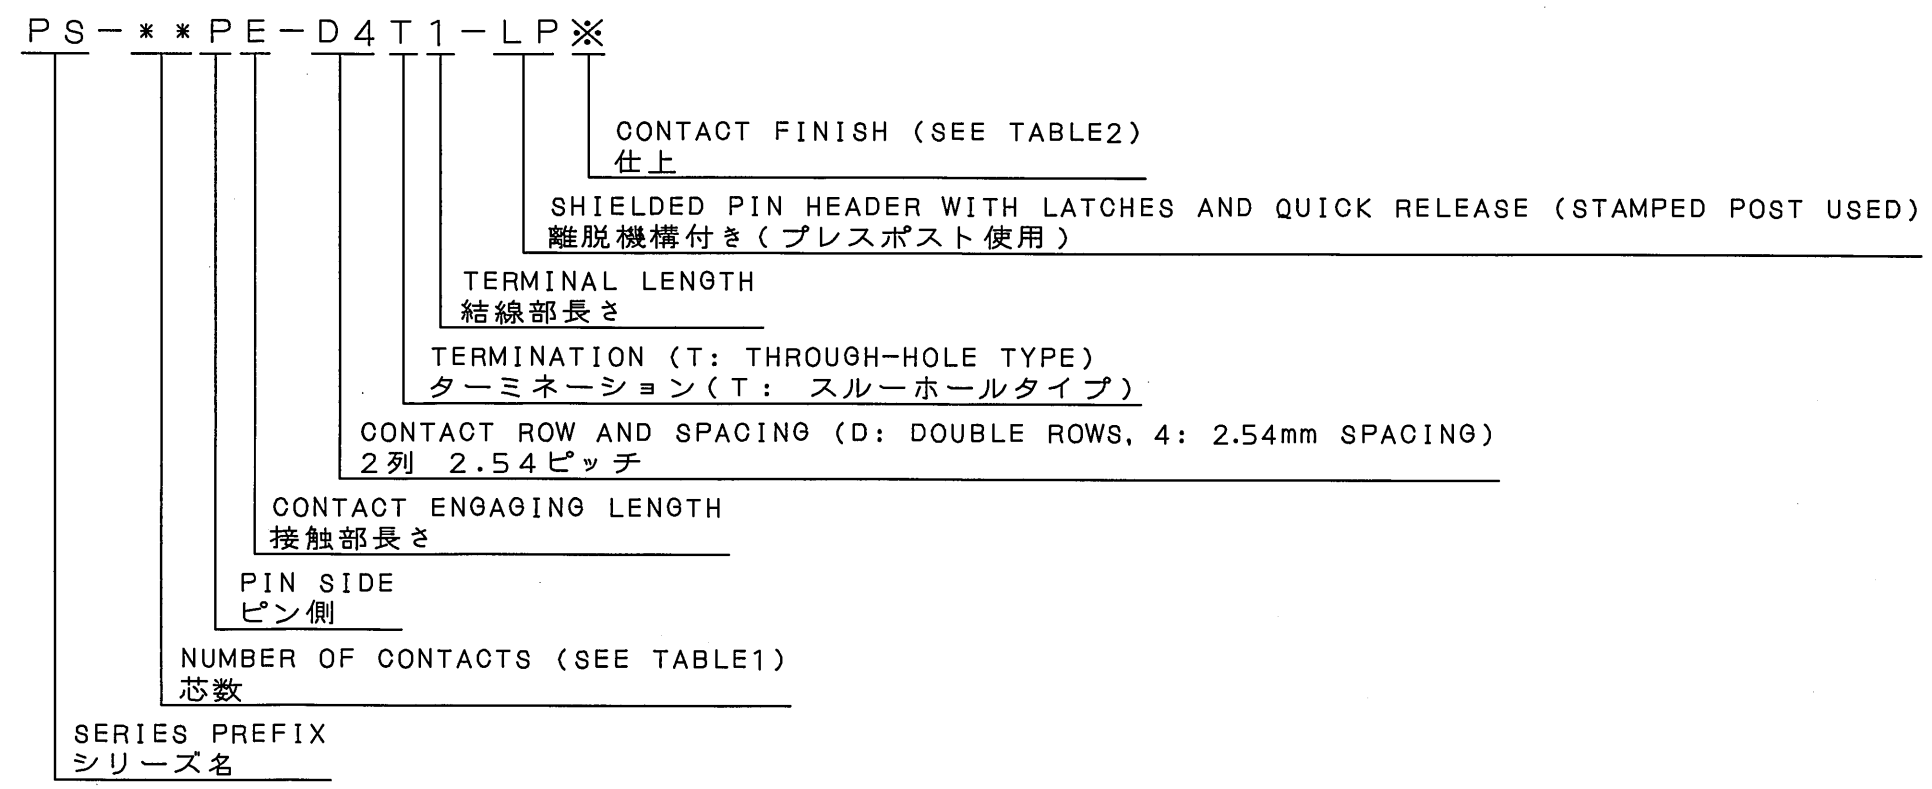 PS-**PE-D4T1-LP※
CONTACT FINISH (SEE TABLE2)
仕上
SHIELDED PIN HEADER WITH LATCHES AND QUICK RELEASE (STAMPED POST USED)
離脱機構付き(プレスポスト使用)
TERMINAL LENGTH
結線部長さ
TERMINATION (T: THROUGH-HOLE TYPE)
ターミネーション(T: スルーホールタイプ)
CONTACT ROW AND SPACING (D: DOUBLE ROWS, 4: 2.54mm SPACING)
2列 2.54ピッチ
CONTACT ENGAGING LENGTH
接触部長さ
PIN SIDE
ピン側
NUMBER OF CONTACTS (SEE TABLE1)
芯数
SERIES PREFIX
シリーズ名